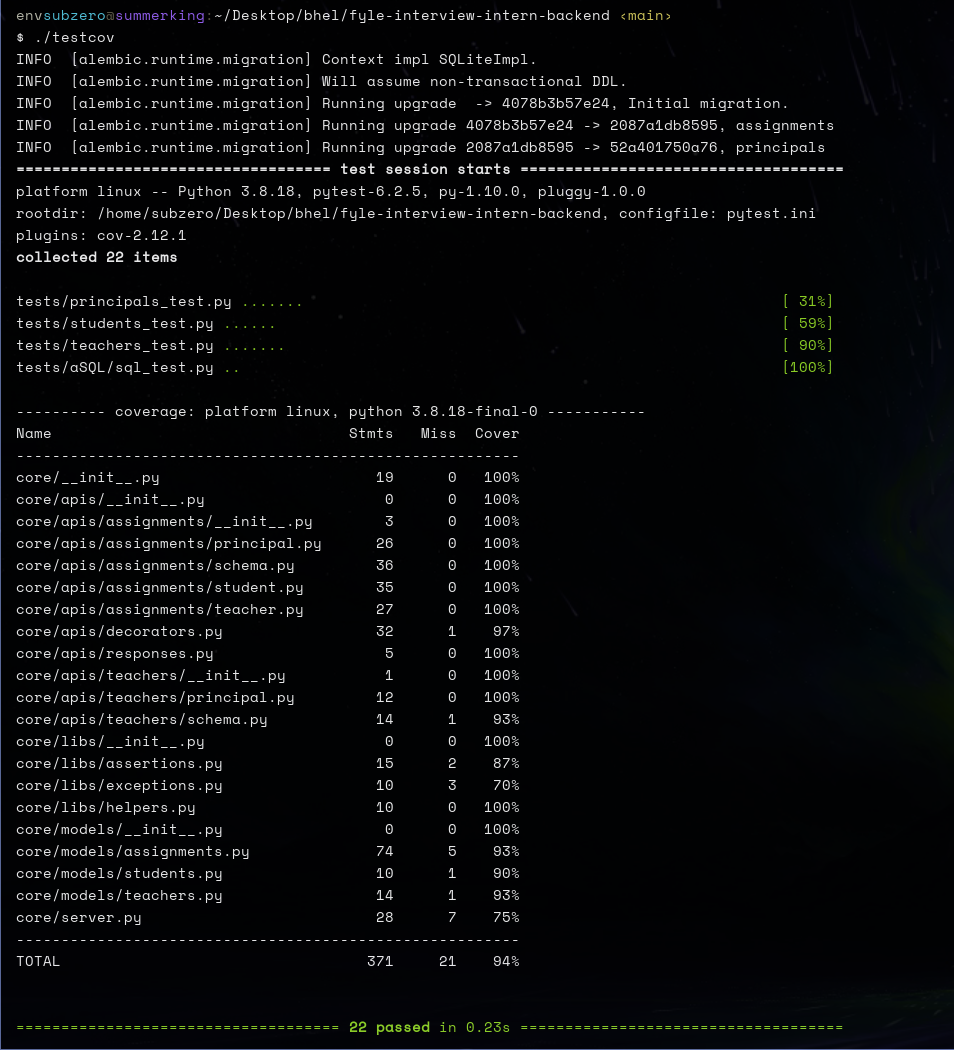 envsubzero@summerking:~/Desktop/bhel/fyle-interview-intern-backend ‹main›
$ ./testcov
INFO  [alembic.runtime.migration] Context impl SQLiteImpl.
INFO  [alembic.runtime.migration] Will assume non-transactional DDL.
INFO  [alembic.runtime.migration] Running upgrade  -> 4078b3b57e24, Initial migration.
INFO  [alembic.runtime.migration] Running upgrade 4078b3b57e24 -> 2087a1db8595, assignments
INFO  [alembic.runtime.migration] Running upgrade 2087a1db8595 -> 52a401750a76, principals
=================================== test session starts ====================================
platform linux -- Python 3.8.18, pytest-6.2.5, py-1.10.0, pluggy-1.0.0
rootdir: /home/subzero/Desktop/bhel/fyle-interview-intern-backend, configfile: pytest.ini
plugins: cov-2.12.1
collected 22 items

tests/principals_test.py .......                                                     [ 31%]
tests/students_test.py ......                                                        [ 59%]
tests/teachers_test.py .......                                                       [ 90%]
tests/aSQL/sql_test.py ..                                                            [100%]

---------- coverage: platform linux, python 3.8.18-final-0 -----------
Name                                 Stmts   Miss  Cover
--------------------------------------------------------
core/__init__.py                        19      0   100%
core/apis/__init__.py                    0      0   100%
core/apis/assignments/__init__.py        3      0   100%
core/apis/assignments/principal.py      26      0   100%
core/apis/assignments/schema.py         36      0   100%
core/apis/assignments/student.py        35      0   100%
core/apis/assignments/teacher.py        27      0   100%
core/apis/decorators.py                 32      1    97%
core/apis/responses.py                   5      0   100%
core/apis/teachers/__init__.py           1      0   100%
core/apis/teachers/principal.py         12      0   100%
core/apis/teachers/schema.py            14      1    93%
core/libs/__init__.py                    0      0   100%
core/libs/assertions.py                 15      2    87%
core/libs/exceptions.py                 10      3    70%
core/libs/helpers.py                    10      0   100%
core/models/__init__.py                  0      0   100%
core/models/assignments.py              74      5    93%
core/models/students.py                 10      1    90%
core/models/teachers.py                 14      1    93%
core/server.py                          28      7    75%
--------------------------------------------------------
TOTAL                                  371     21    94%

==================================== 22 passed in 0.23s ====================================